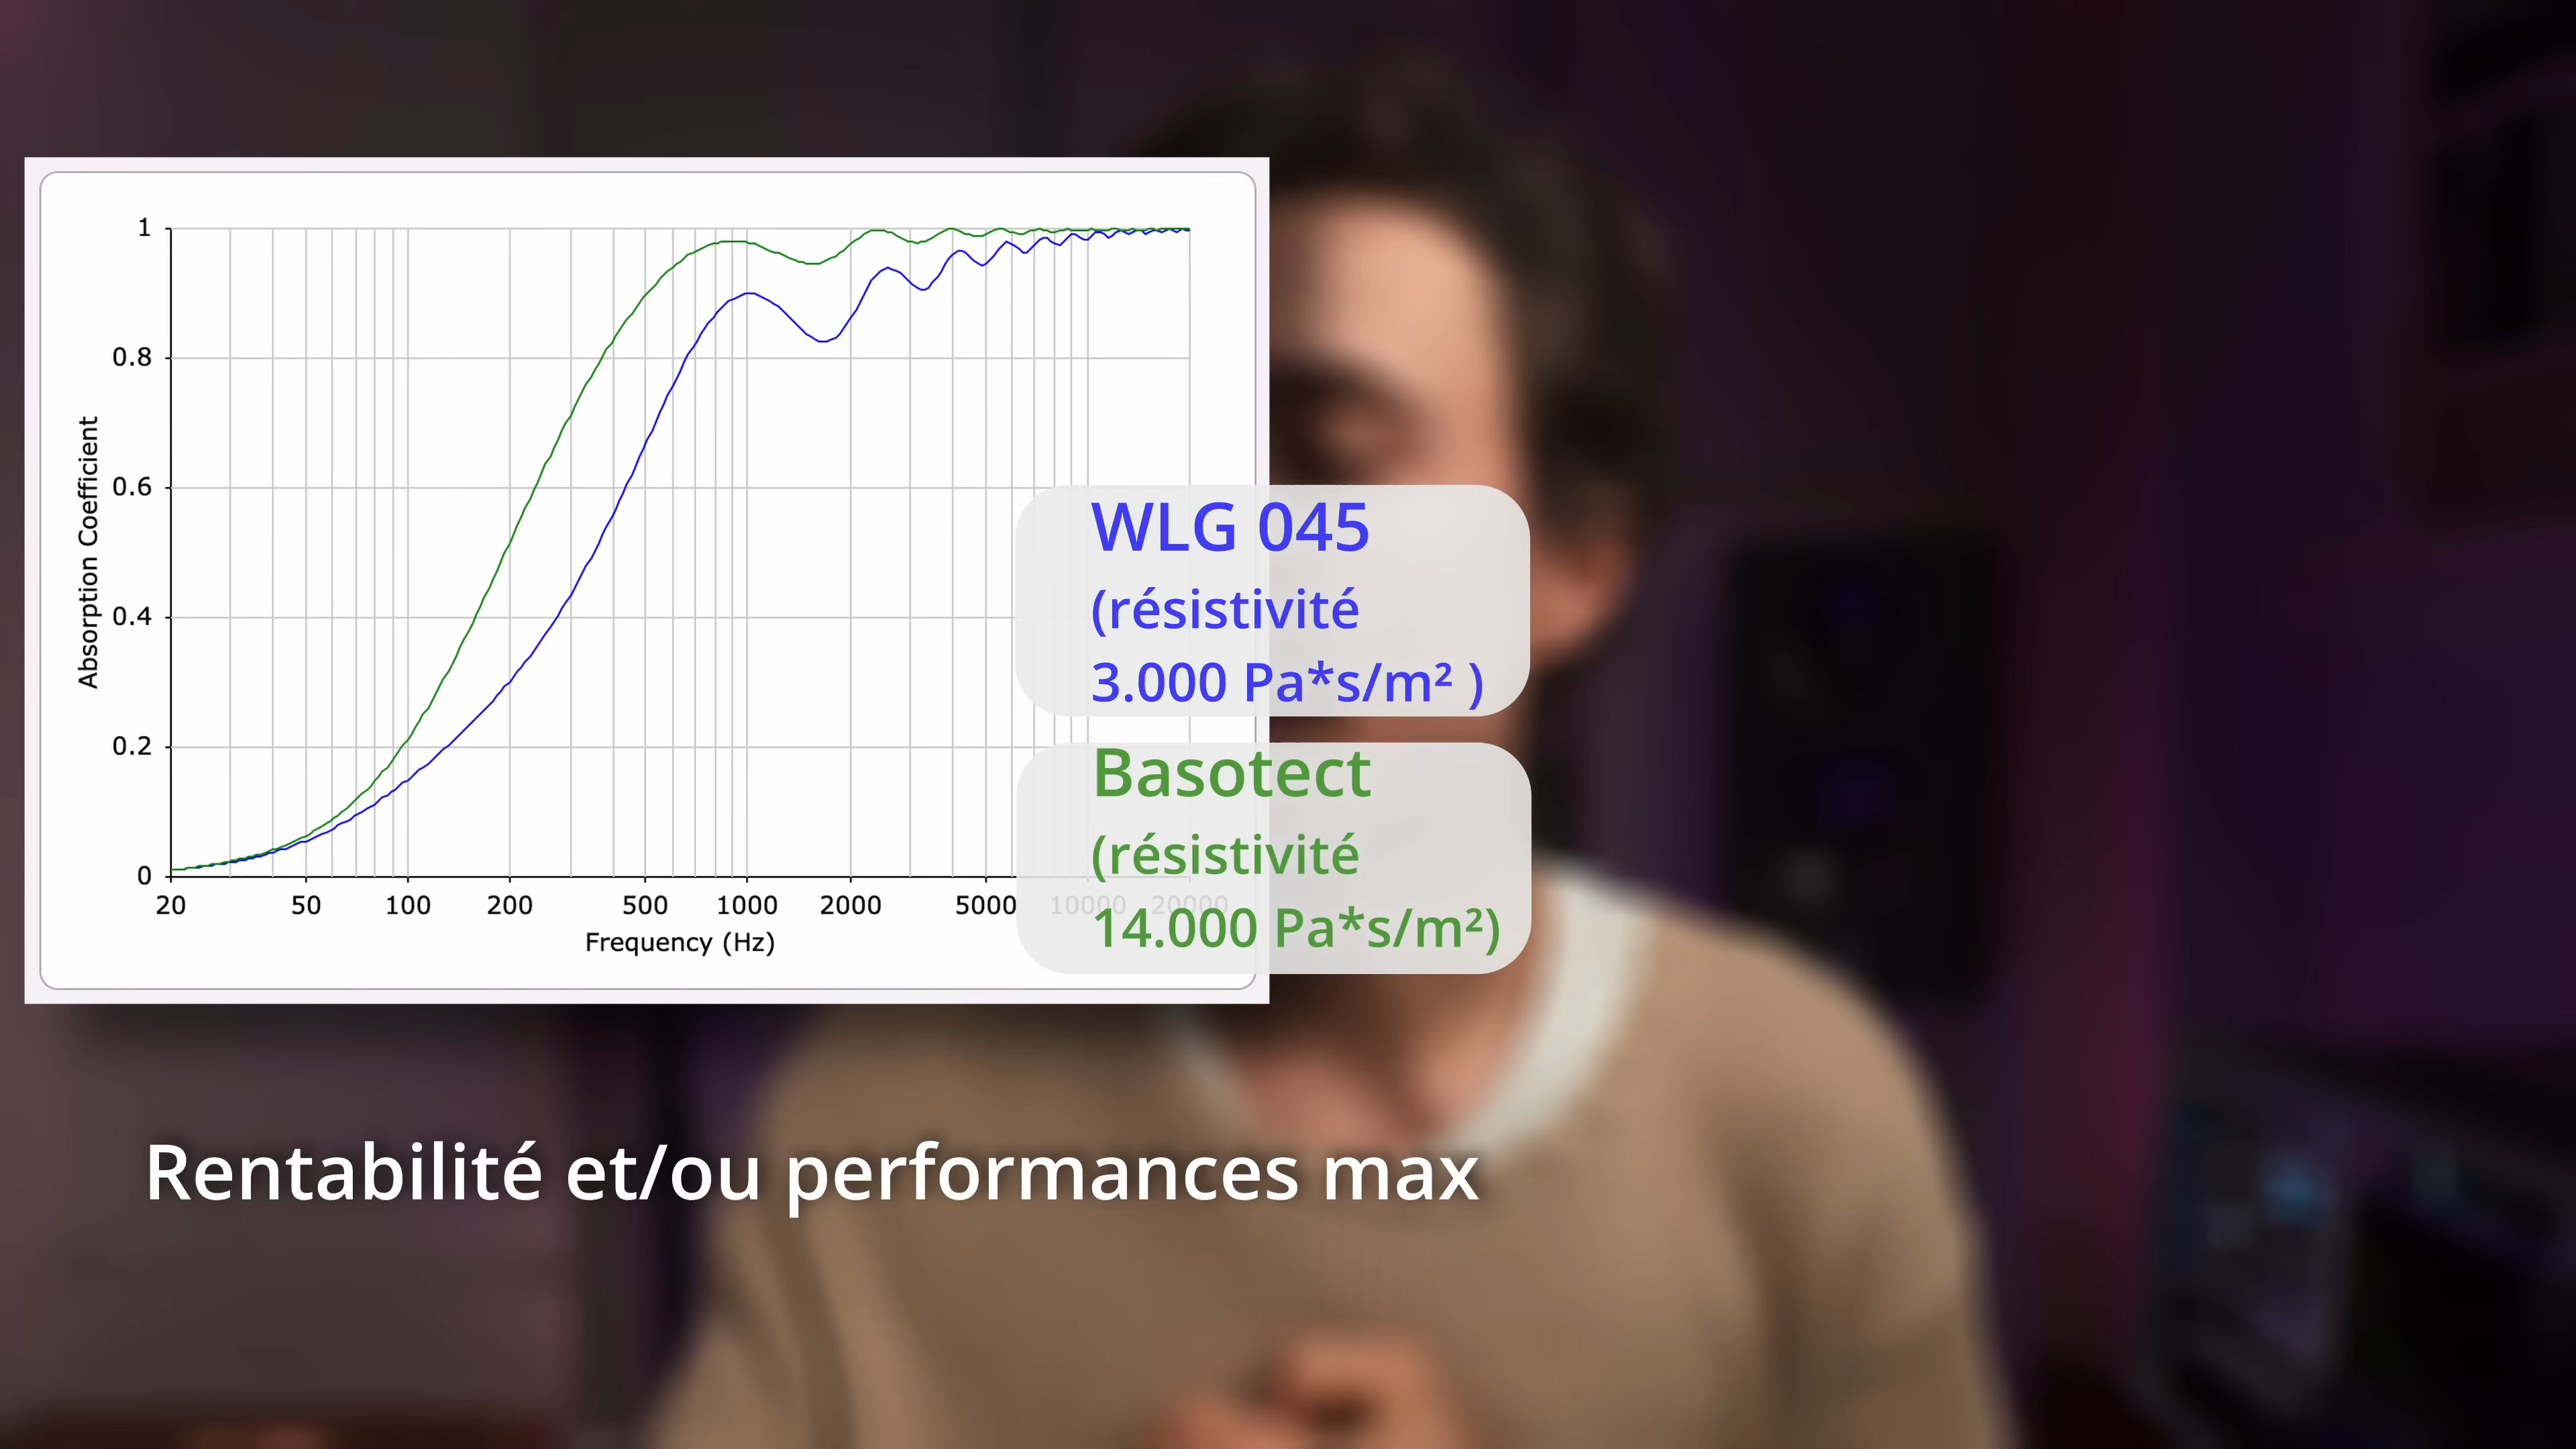 1
0.8
0.6
0.4
0.2
0
Absorption Coefficient
20 50 100 200 500 1000 2000 5000 10000 20000
Frequency (Hz)
WLG 045
(résistivité
3.000 Pa*s/m² )
Basotect
(résistivité
14.000 Pa*s/m²)
Rentabilité et/ou performances max